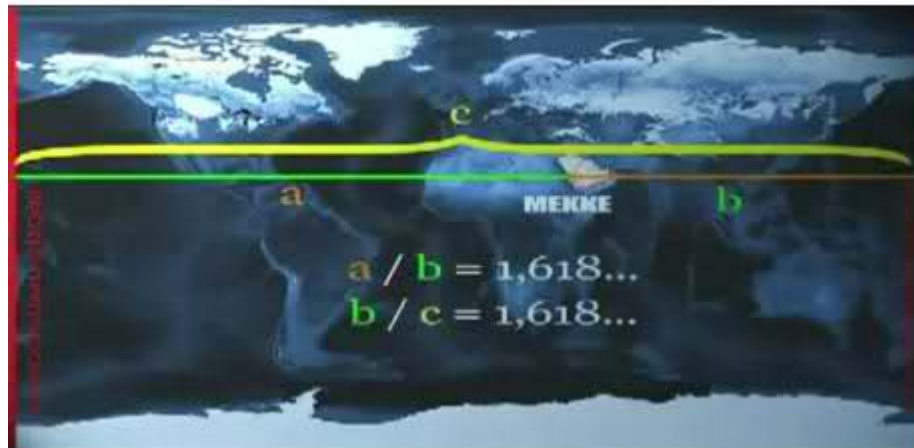 c
a
MEKKE
b
a / b = 1,618...
b / c = 1,618...